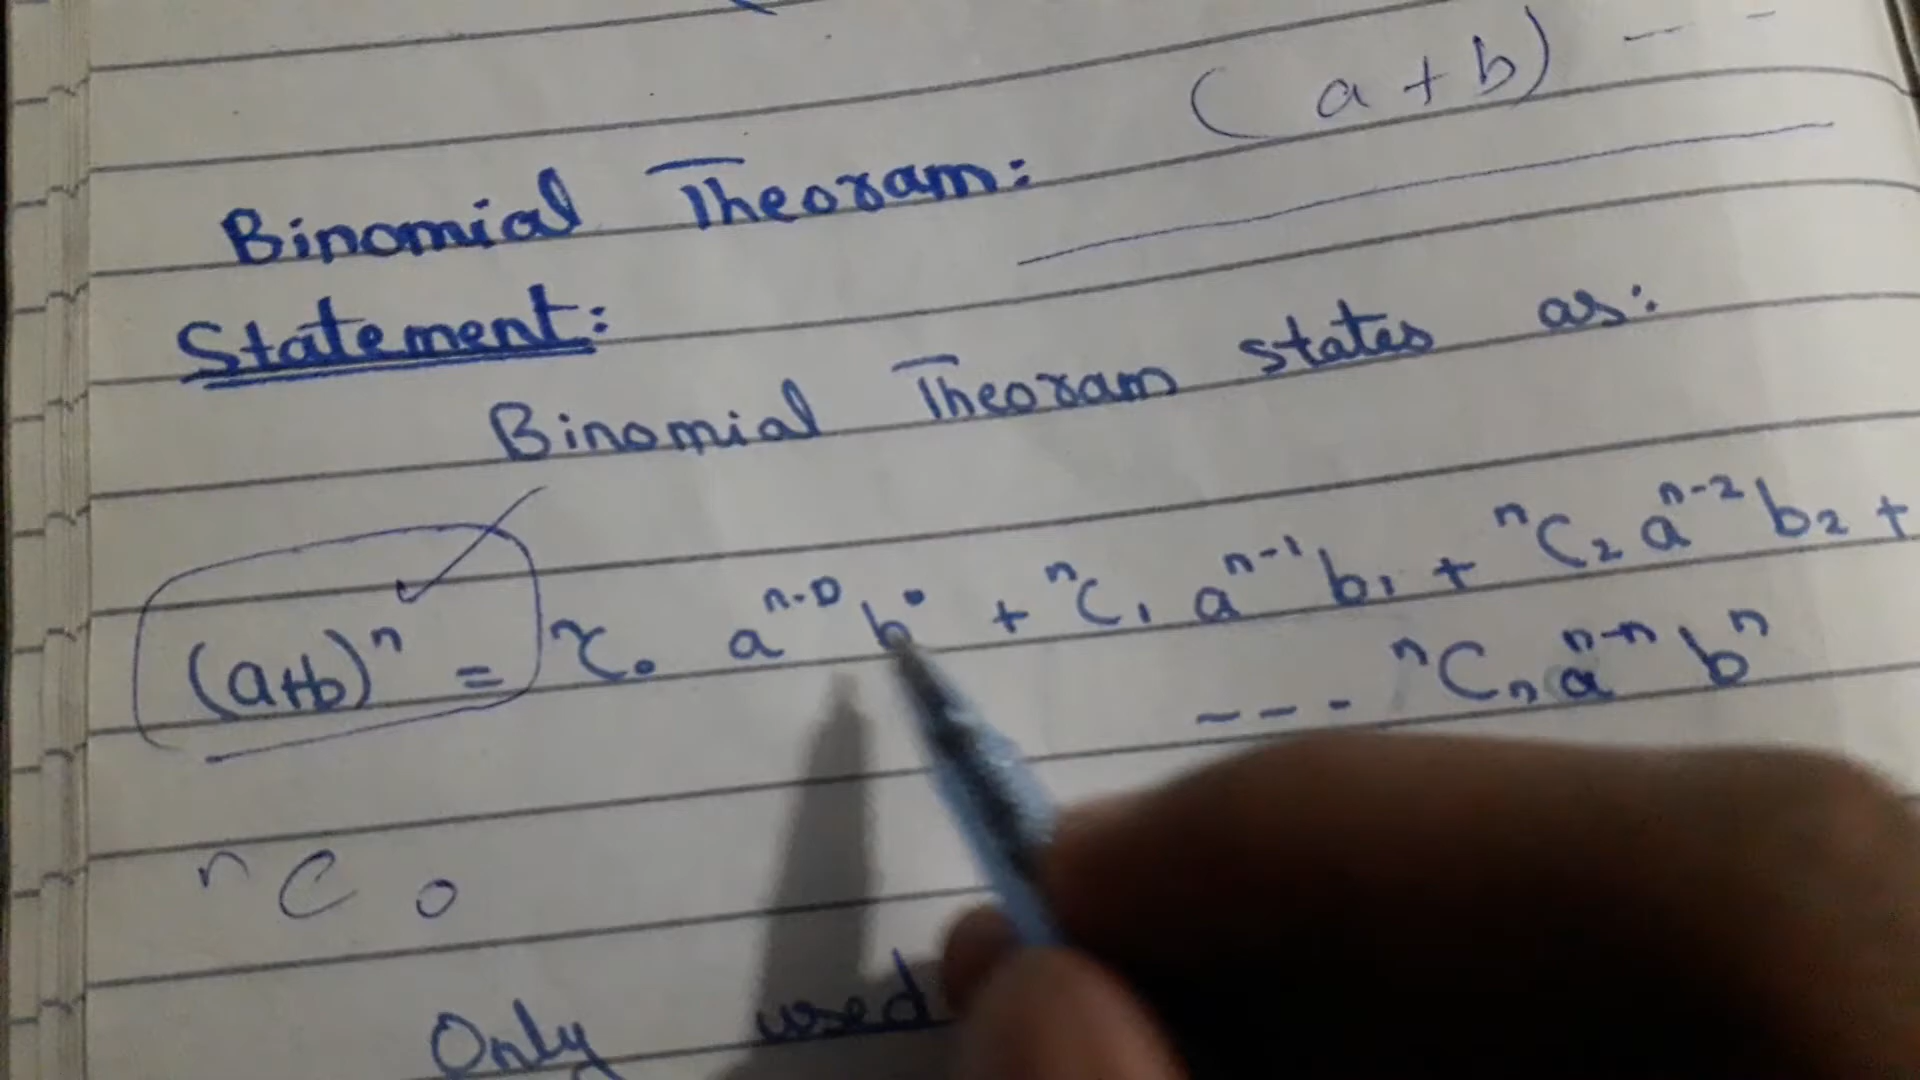 (a+b) - -
Binomial Theoram:
Statement:
Binomial Theoram states as:
(a+b)ⁿ = ⁿC₀ aⁿ⁻⁰ b⁰ + ⁿC₁ aⁿ⁻¹ b₁ + ⁿC₂ aⁿ⁻² b₂ +
--- ⁿCₙ aⁿ⁻ⁿ bⁿ
ⁿC₀
Only used